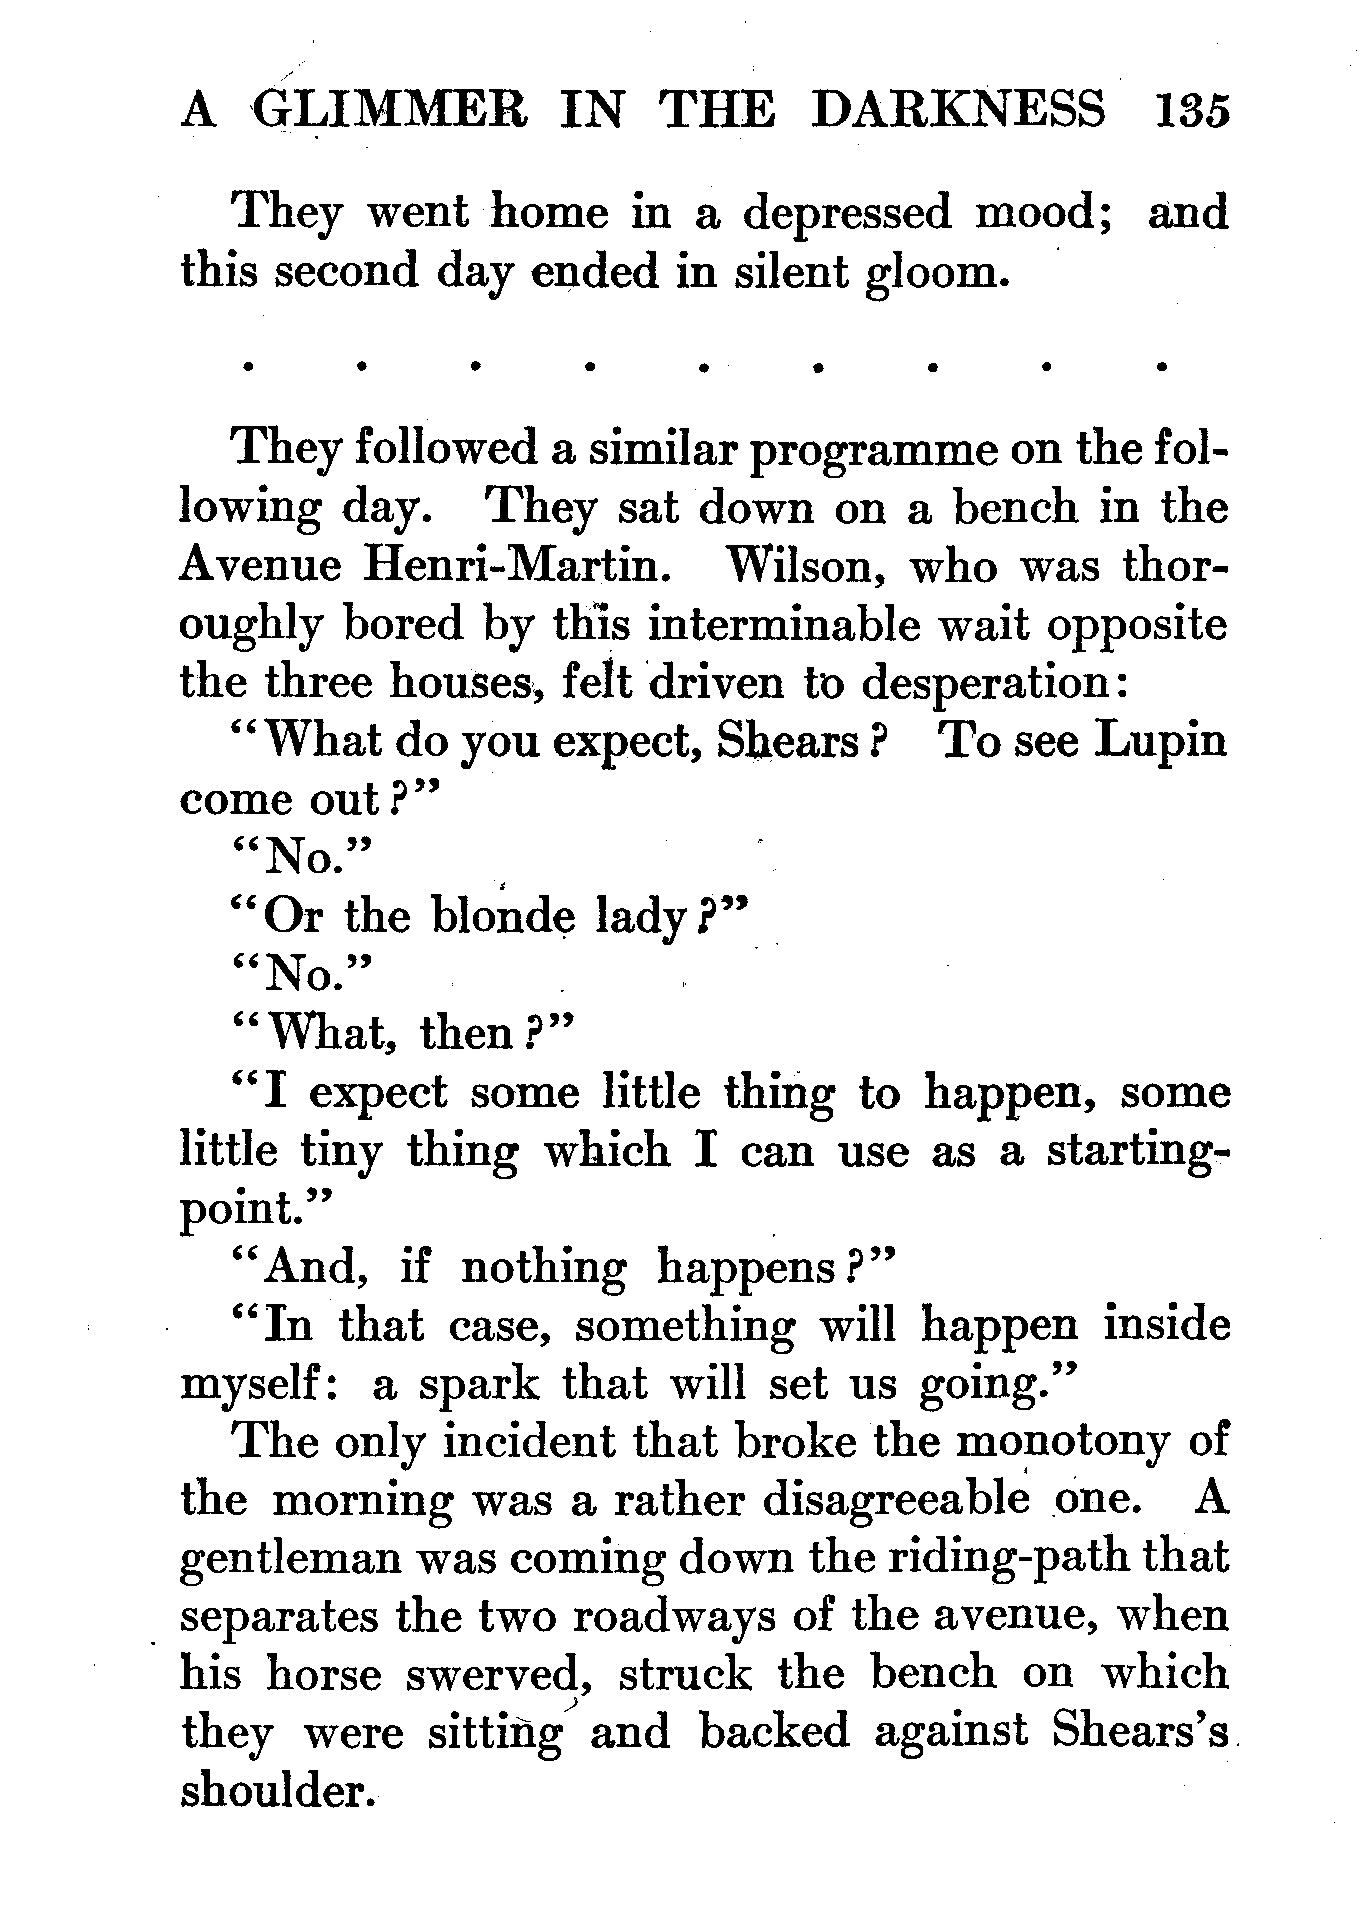 A GLIMMER IN THE DARKNESS 135
They went home in a depressed mood; and
this second day ended in silent gloom.
. . . . . . . . .
They followed a similar programme on the fol-
lowing day. They sat down on a bench in the
Avenue Henri-Martin. Wilson, who was thor-
oughly bored by this interminable wait opposite
the three houses, felt driven to desperation:
“What do you expect, Shears? To see Lupin
come out?”
“No.”
“Or the blonde lady?”
“No.”
“What, then?”
“I expect some little thing to happen, some
little tiny thing which I can use as a starting-
point.”
“And, if nothing happens?”
“In that case, something will happen inside
myself: a spark that will set us going.”
The only incident that broke the monotony of
the morning was a rather disagreeable one. A
gentleman was coming down the riding-path that
separates the two roadways of the avenue, when
his horse swerved, struck the bench on which
they were sitting and backed against Shears’s
shoulder.